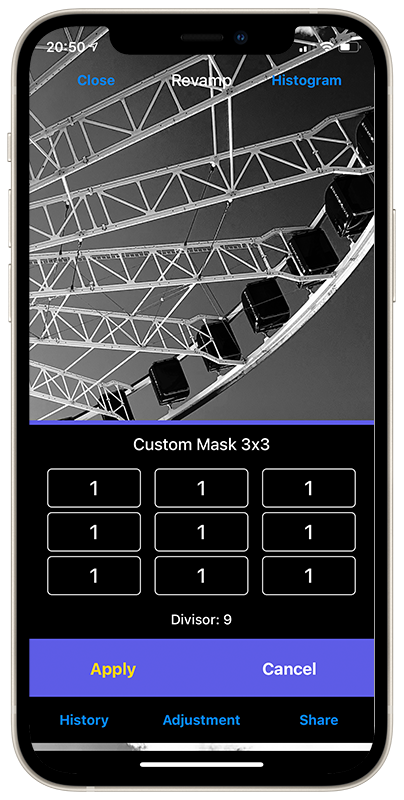 20:50
Close Revamp Histogram
Custom Mask 3x3
1 1 1
1 1 1
1 1 1
Divisor: 9
Apply Cancel
History Adjustment Share